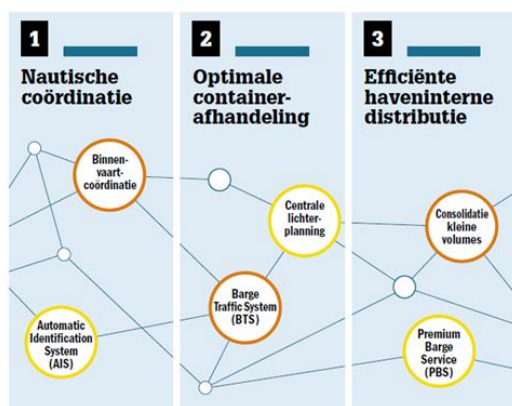 1
Nautische
coördinatie
Binnen-
vaart-
coördinatie
Automatic
Identification
System
(AIS)
2
Optimale
container-
afhandeling
Centrale
lichter-
planning
Barge
Traffic System
(BTS)
3
Efficiënte
haveninterne
distributie
Consolidatie
kleine
volumes
Premium
Barge
Service
(PBS)